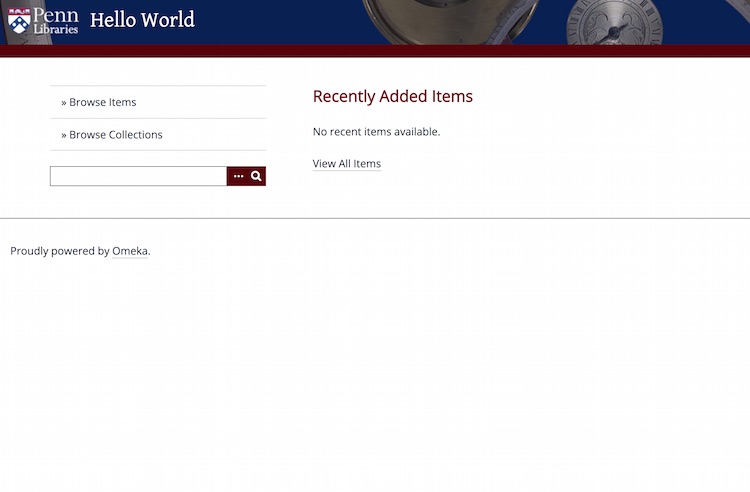 Penn
Libraries
Hello World
» Browse Items
» Browse Collections
Recently Added Items
No recent items available.
View All Items
Proudly powered by Omeka.